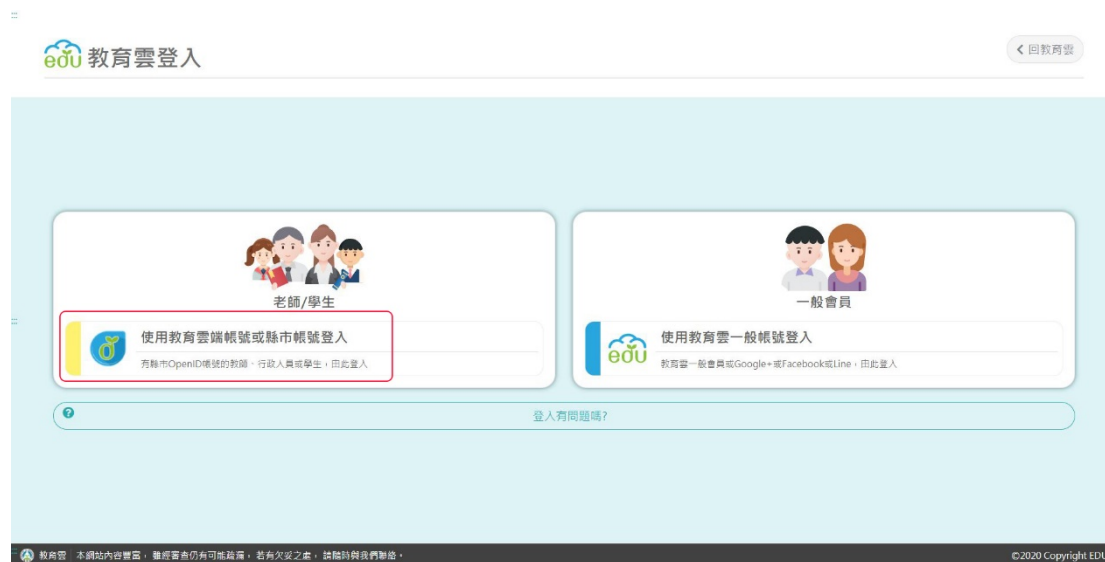 edu 教育雲登入
回教育雲
老師/學生
使用教育雲端帳號或縣市帳號登入
有縣市OpenID帳號的教師、行政人員或學生，由此登入
一般會員
edu 使用教育雲一般帳號登入
教育雲一般會員或Google+或Facebook或Line，由此登入
登入有問題嗎?
教育雲 本網站內容豐富，雖經審查仍有可能疏漏，若有欠妥之處，請隨時與我們聯絡。
©2020 Copyright EDU